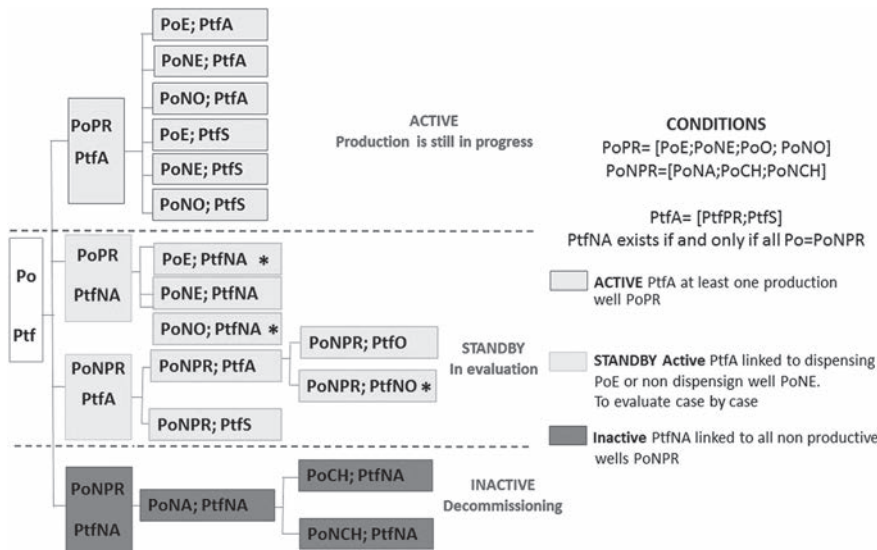 PoE; PtfA
PoNE; PtfA
PoNO; PtfA
PoE; PtfS
PoNE; PtfS
PoNO; PtfS
PoPR
PtfA
ACTIVE
Production is still in progress
Po
Ptf
PoPR
PtfNA
PoE; PtfNA *
PoNE; PtfNA
PoNO; PtfNA *
PoNPR
PtfA
PoNPR; PtfA
PoNPR; PtfS
PoNPR; PtfO
PoNPR; PtfNO *
STANDBY
In evaluation
PoNPR
PtfNA
PoNA; PtfNA
PoCH; PtfNA
PoNCH; PtfNA
INACTIVE
Decommissioning
CONDITIONS
PoPR= [PoE;PoNE;PoO; PoNO]
PoNPR=[PoNA;PoCH;PoNCH]
PtfA= [PtfPR;PtfS]
PtfNA exists if and only if all Po=PoNPR
ACTIVE PtfA at least one production
well PoPR
STANDBY Active PtfA linked to dispensing
PoE or non dispensign well PoNE.
To evaluate case by case
Inactive PtfNA linked to all non productive
wells PoNPR